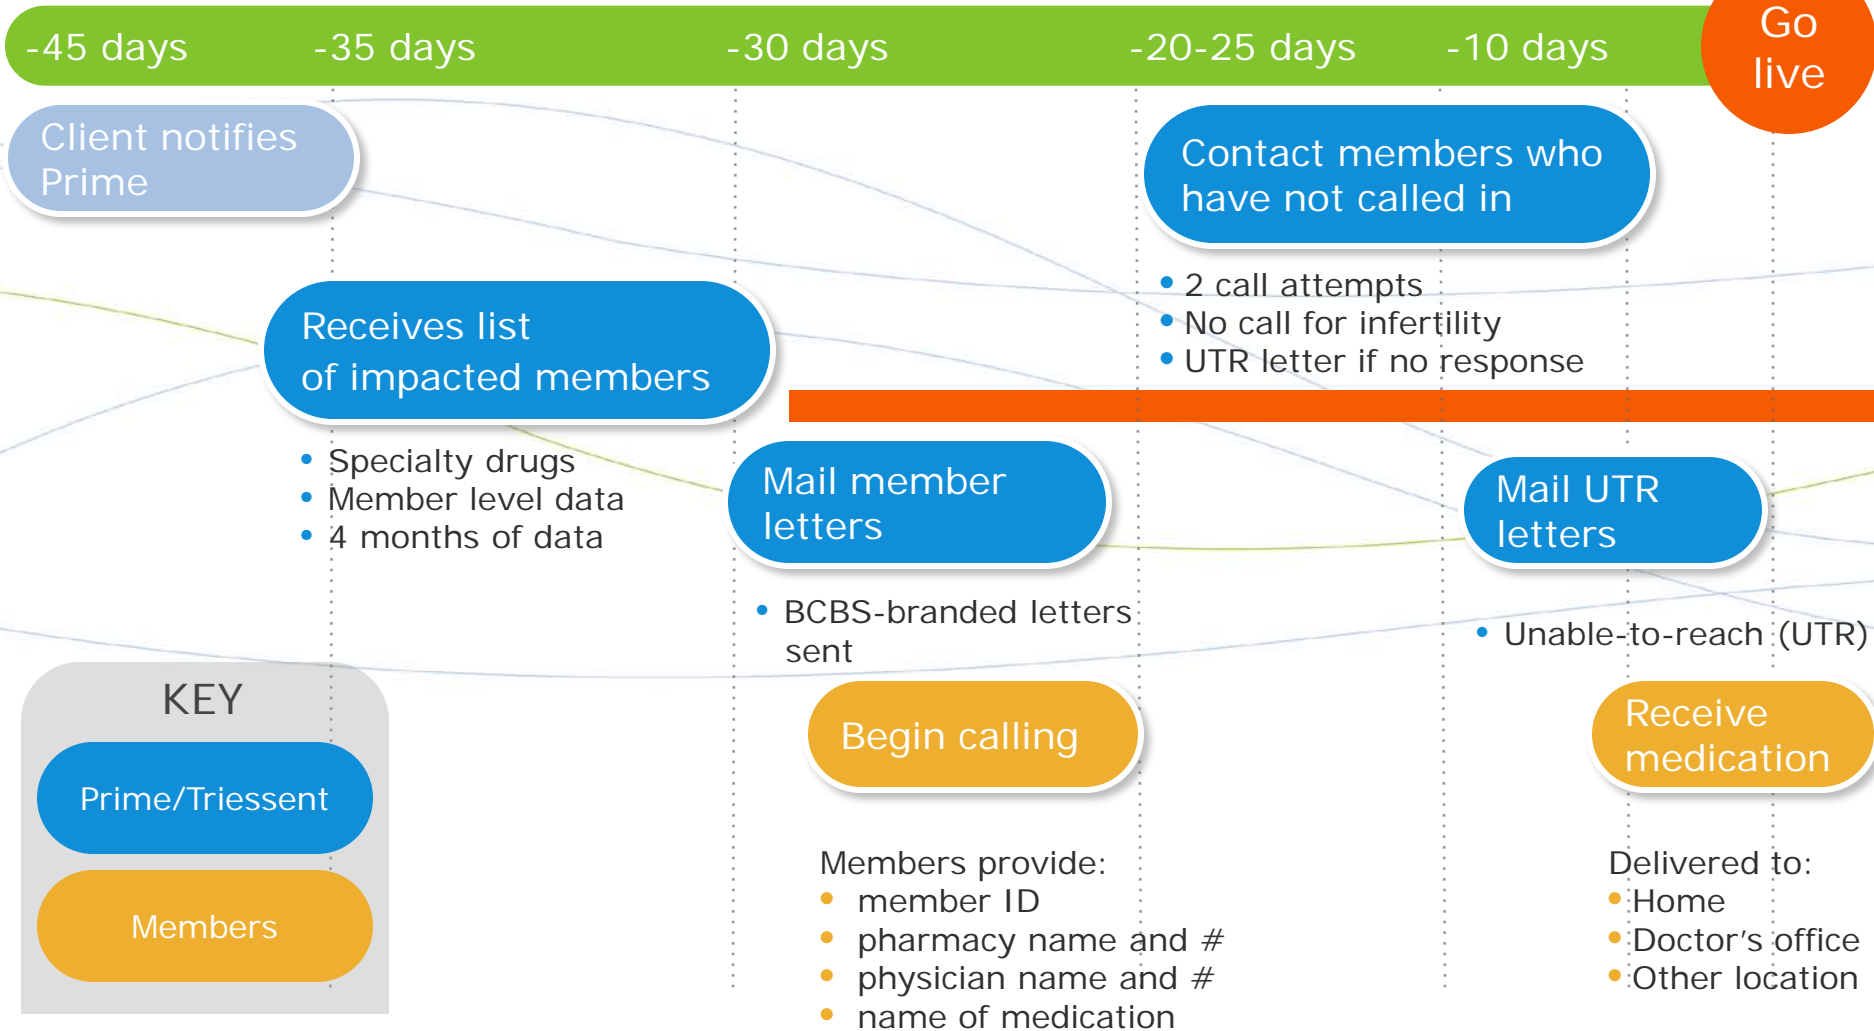 -45 days
-35 days
-30 days
-20-25 days
-10 days
Go
live
Client notifies
Prime
Contact members who
have not called in
• 2 call attempts
• No call for infertility
• UTR letter if no response
Receives list
of impacted members
• Specialty drugs
• Member level data
• 4 months of data
Mail member
letters
• BCBS-branded letters
sent
Mail UTR
letters
• Unable-to-reach (UTR)
Begin calling
Members provide:
• member ID
• pharmacy name and #
• physician name and #
• name of medication
Receive
medication
Delivered to:
• Home
• Doctor's office
• Other location
KEY
Prime/Triessent
Members